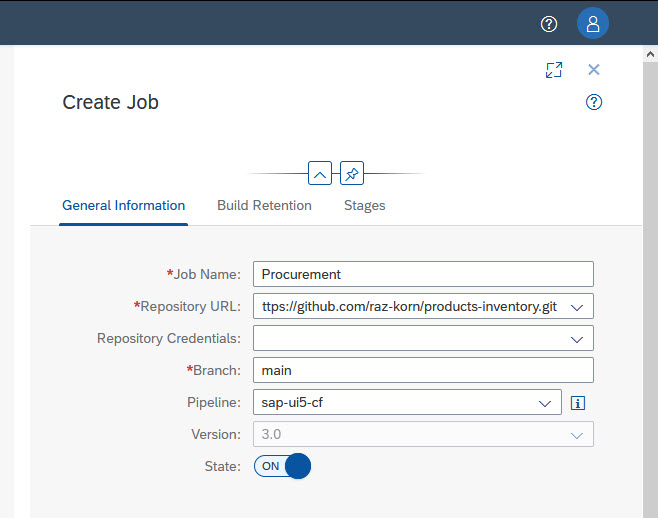 Create Job
General Information Build Retention Stages
*Job Name: Procurement
*Repository URL: ttps://github.com/raz-korn/products-inventory.git
Repository Credentials:
*Branch: main
Pipeline: sap-ui5-cf
Version: 3.0
State: ON